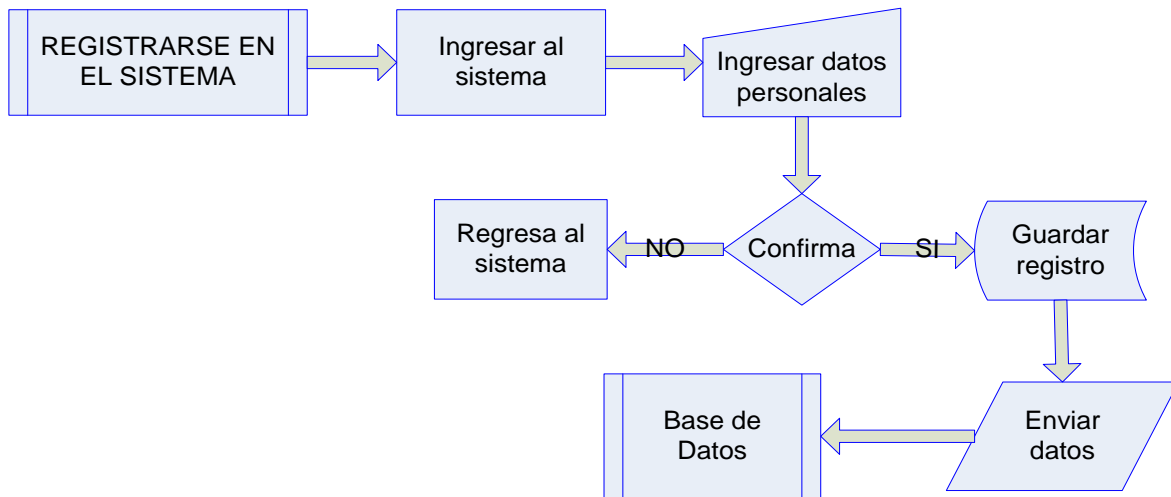 REGISTRARSE EN
EL SISTEMA
Ingresar al
sistema
Ingresar datos
personales
Regresa al
sistema
NO
Confirma
SI
Guardar
registro
Base de
Datos
Enviar
datos